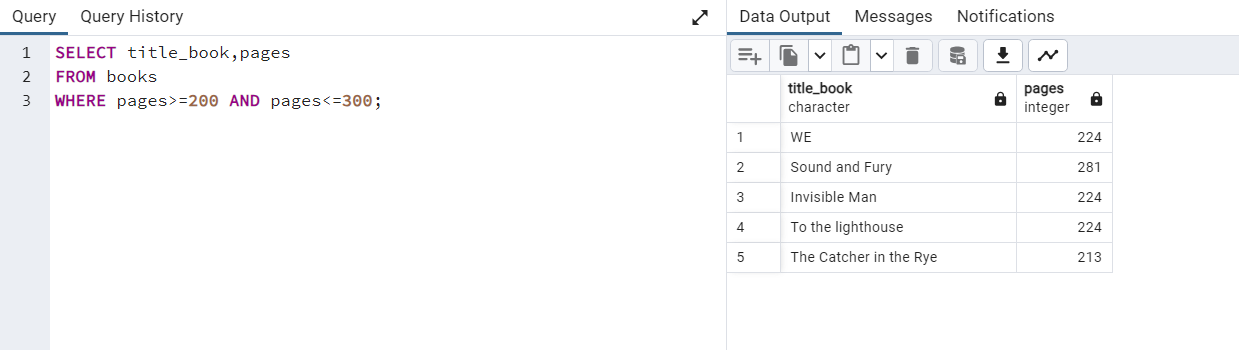 Query Query History
1 SELECT title_book,pages
2 FROM books
3 WHERE pages>=200 AND pages<=300;
Data Output Messages Notifications
title_book pages
character integer
1 WE 224
2 Sound and Fury 281
3 Invisible Man 224
4 To the lighthouse 224
5 The Catcher in the Rye 213